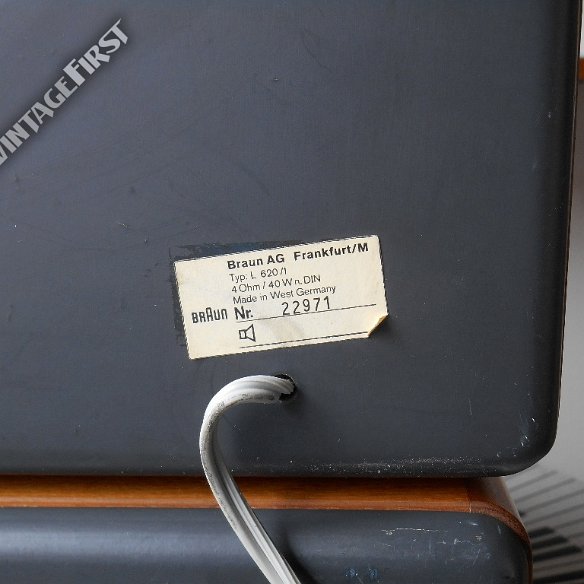 VINTAGEFIRST
Braun AG Frankfurt/M
Typ. L 620/1
4 Ohm / 40 W n. DIN
Made in West Germany
BRAUN Nr. 22971